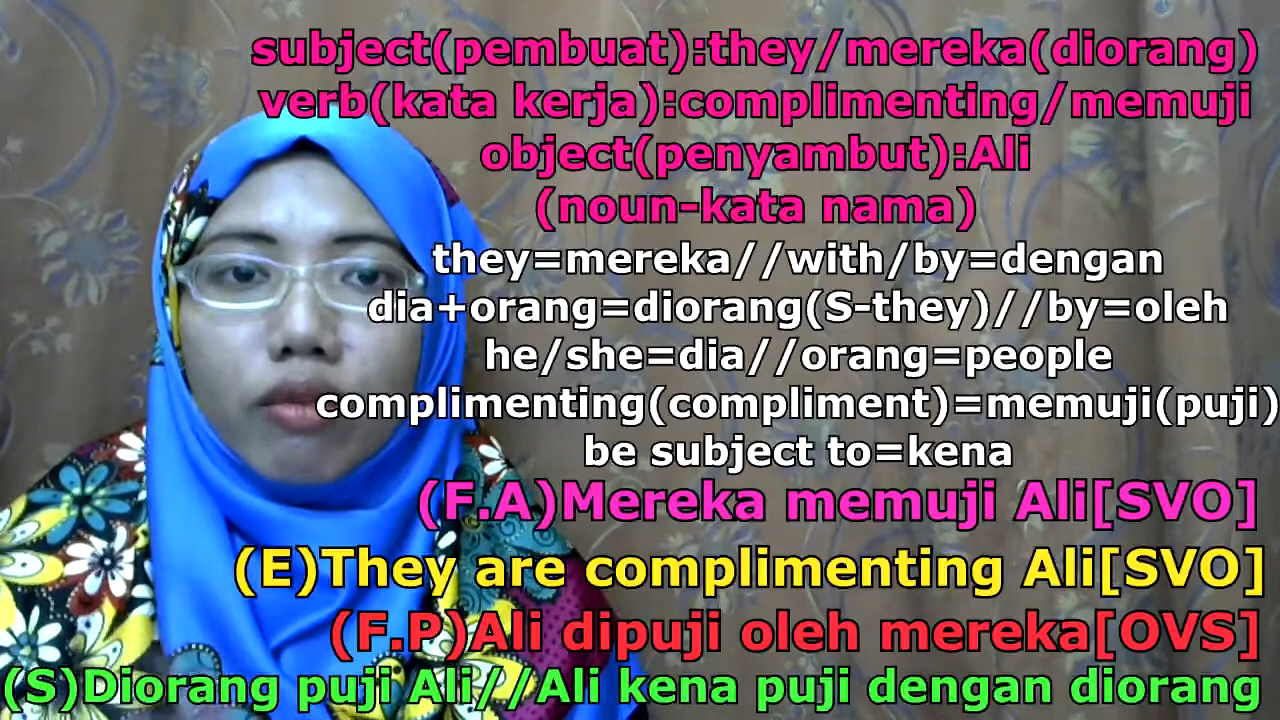 subject(pembuat):they/mereka(diorang)
verb(kata kerja):complimenting/memuji
object(penyambut):Ali
(noun-kata nama)
they=mereka//with/by=dengan
dia+orang=diorang(S-they)//by=oleh
he/she=dia//orang=people
complimenting(compliment)=memuji(puji)
be subject to=kena
(F.A)Mereka memuji Ali[SVO]
(E)They are complimenting Ali[SVO]
(F.P)Ali dipuji oleh mereka[OVS]
(S)Diorang puji Ali//Ali kena puji dengan diorang